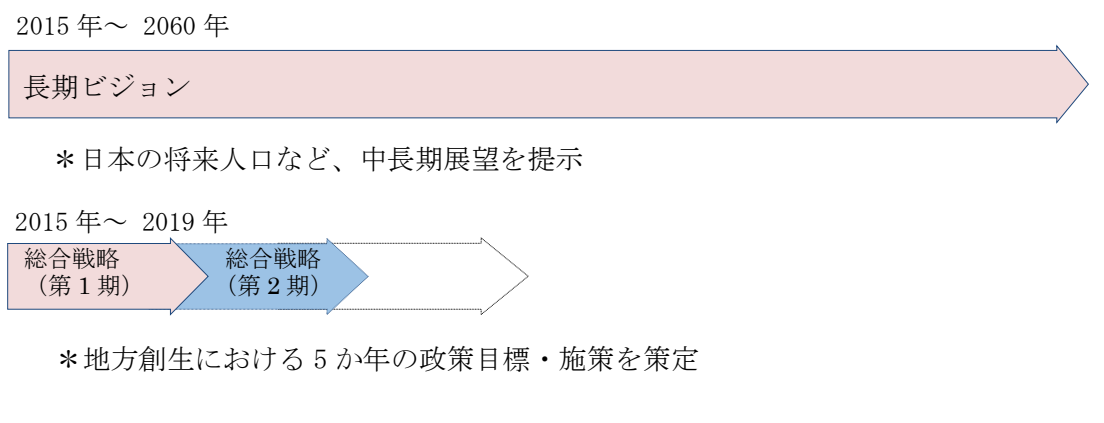 2015 年～ 2060 年
長期ビジョン
＊日本の将来人口など、中長期展望を提示
2015 年～ 2019 年
総合戦略
（第 1 期）
総合戦略
（第 2 期）
＊地方創生における 5 か年の政策目標・施策を策定